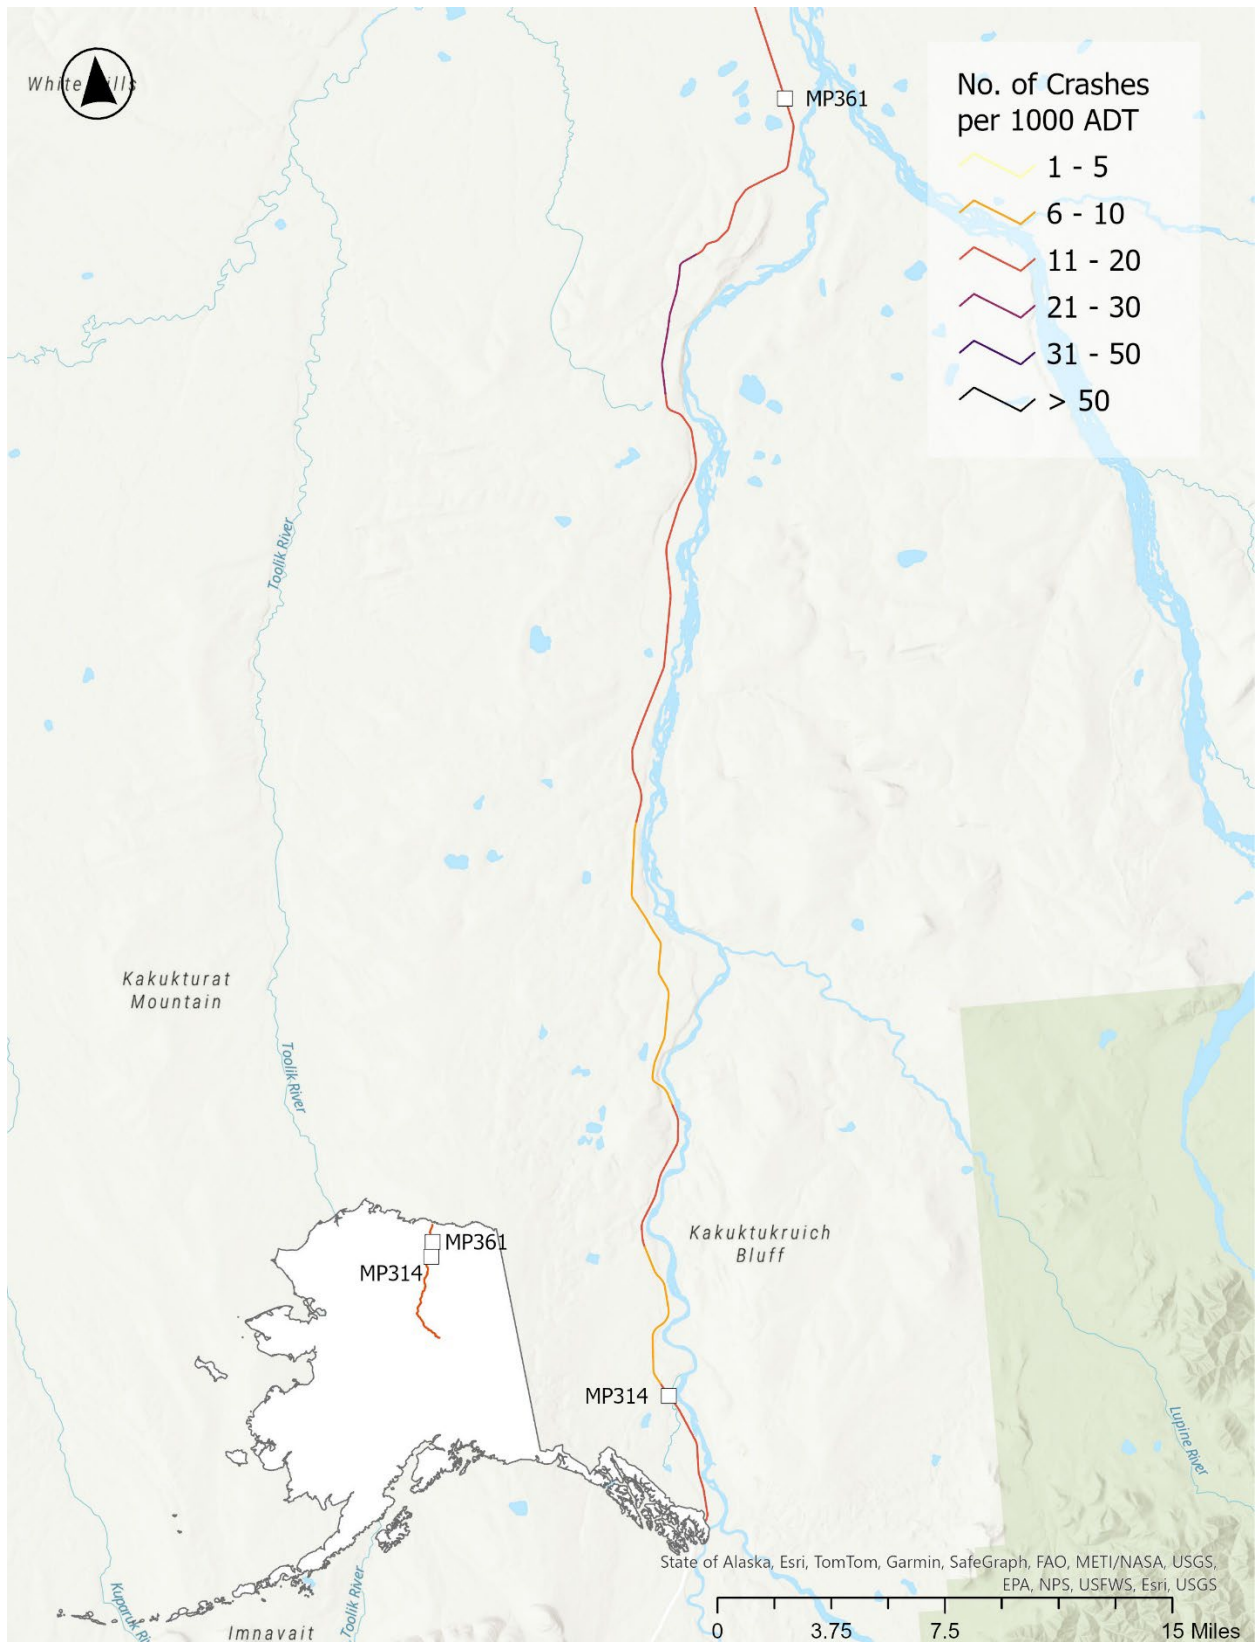 White Hills
MP361
No. of Crashes
per 1000 ADT
1 - 5
6 - 10
11 - 20
21 - 30
31 - 50
> 50
Toolik River
Kakukturat
Mountain
Toolik River
Kakuktukruich
Bluff
MP361
MP314
MP314
Lupine River
State of Alaska, Esri, TomTom, Garmin, SafeGraph, FAO, METI/NASA, USGS,
EPA, NPS, USFWS, Esri, USGS
Kuparuk
Toolik River
Imnavait
0 3.75 7.5 15 Miles